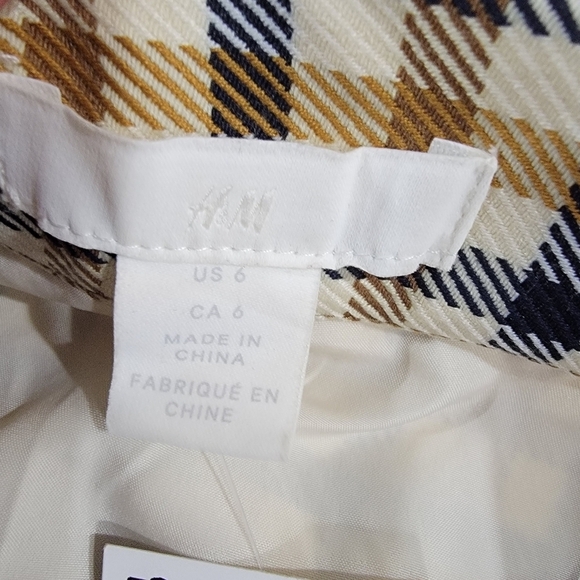 H&M
US 6
CA 6
MADE IN
CHINA
FABRIQUÉ EN
CHINE